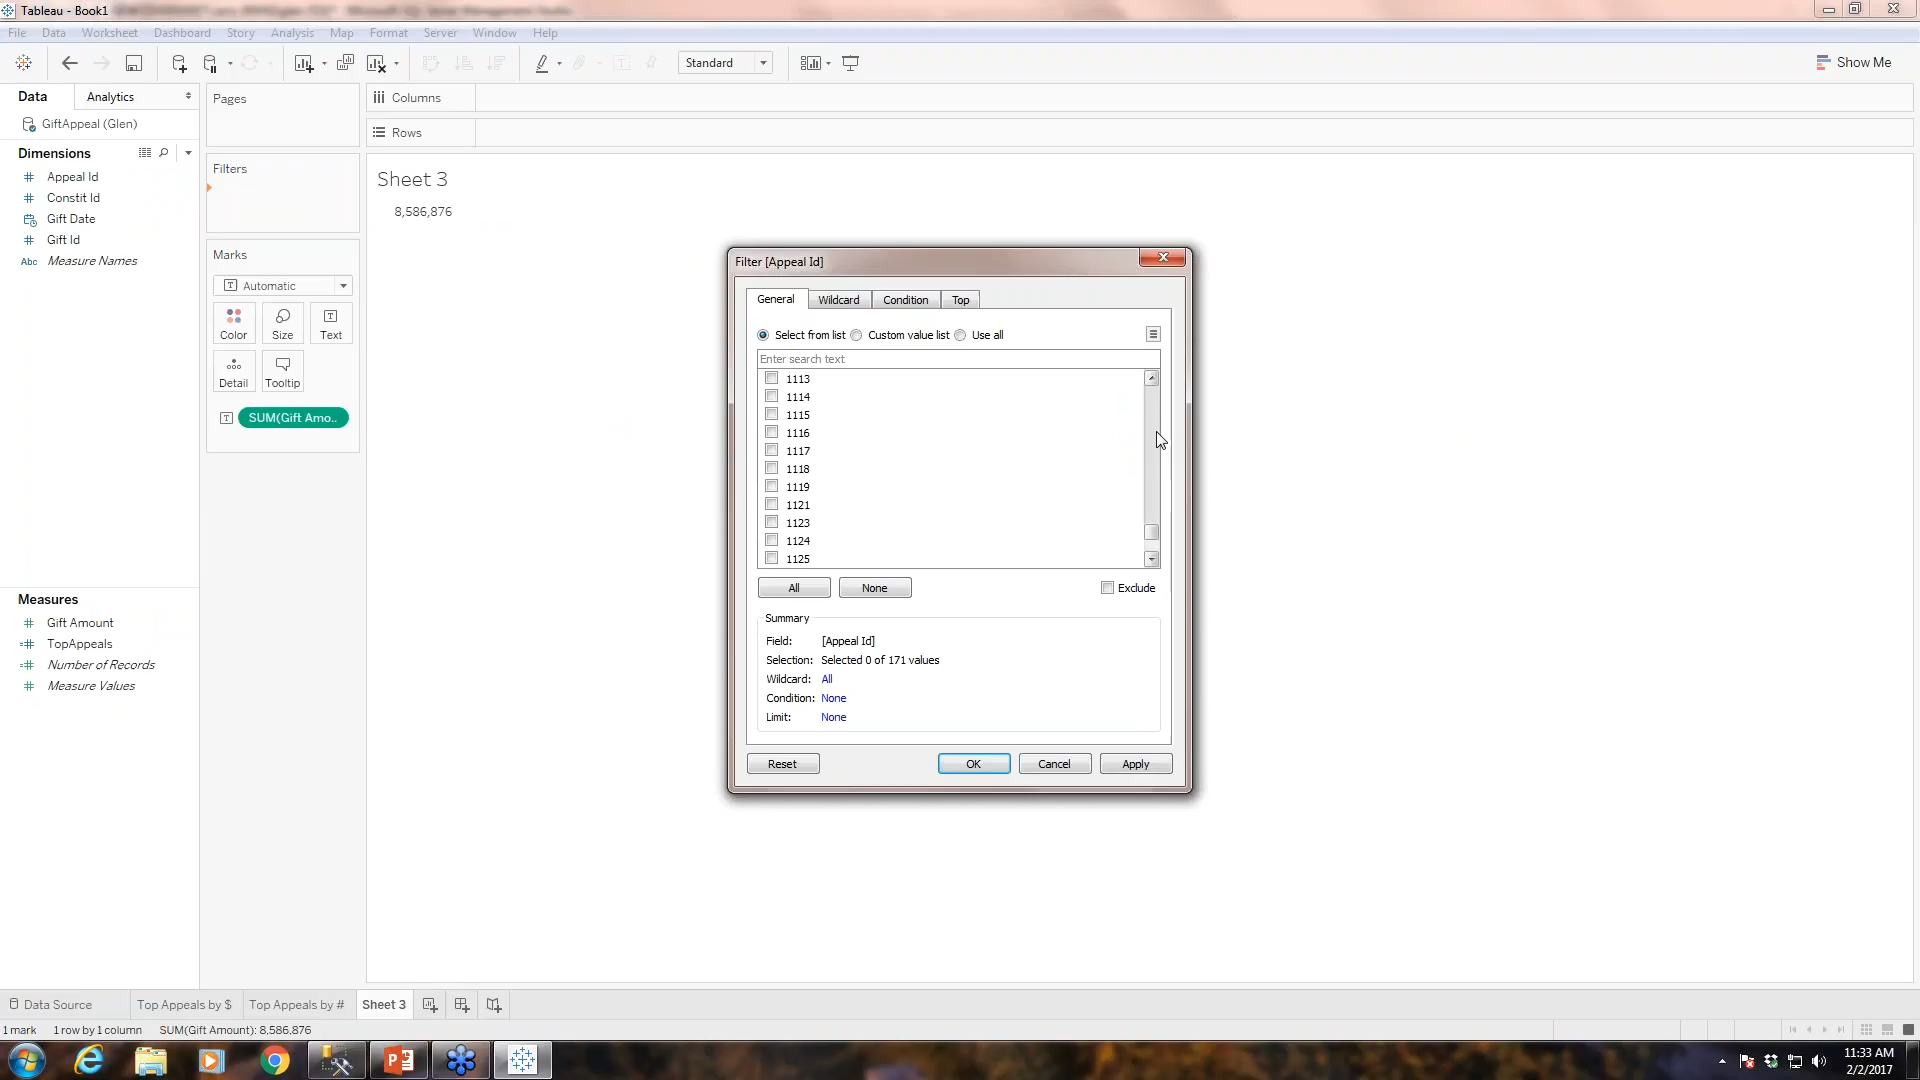 Tableau - Book1
File Data Worksheet Dashboard Story Analysis Map Format Server Window Help
Standard
Show Me
Data
Analytics
Pages
Columns
GiftAppeal (Glen)
Rows
Dimensions
Filters
Appeal Id
Constit Id
Gift Date
Gift Id
Abc Measure Names
Sheet 3
8,586,876
Marks
T Automatic
Color
Size
Text
Detail
Tooltip
SUM(Gift Amo..
Filter [Appeal Id]
General Wildcard Condition Top
Select from list Custom value list Use all
Enter search text
1113
1114
1115
1116
1117
1118
1119
1121
1123
1124
1125
All None Exclude
Summary
Field: [Appeal Id]
Selection: Selected 0 of 171 values
Wildcard: All
Condition: None
Limit: None
Reset OK Cancel Apply
Measures
Gift Amount
TopAppeals
Number of Records
Measure Values
Data Source Top Appeals by $ Top Appeals by # Sheet 3
1 mark 1 row by 1 column SUM(Gift Amount): 8,586,876
11:33 AM
2/2/2017